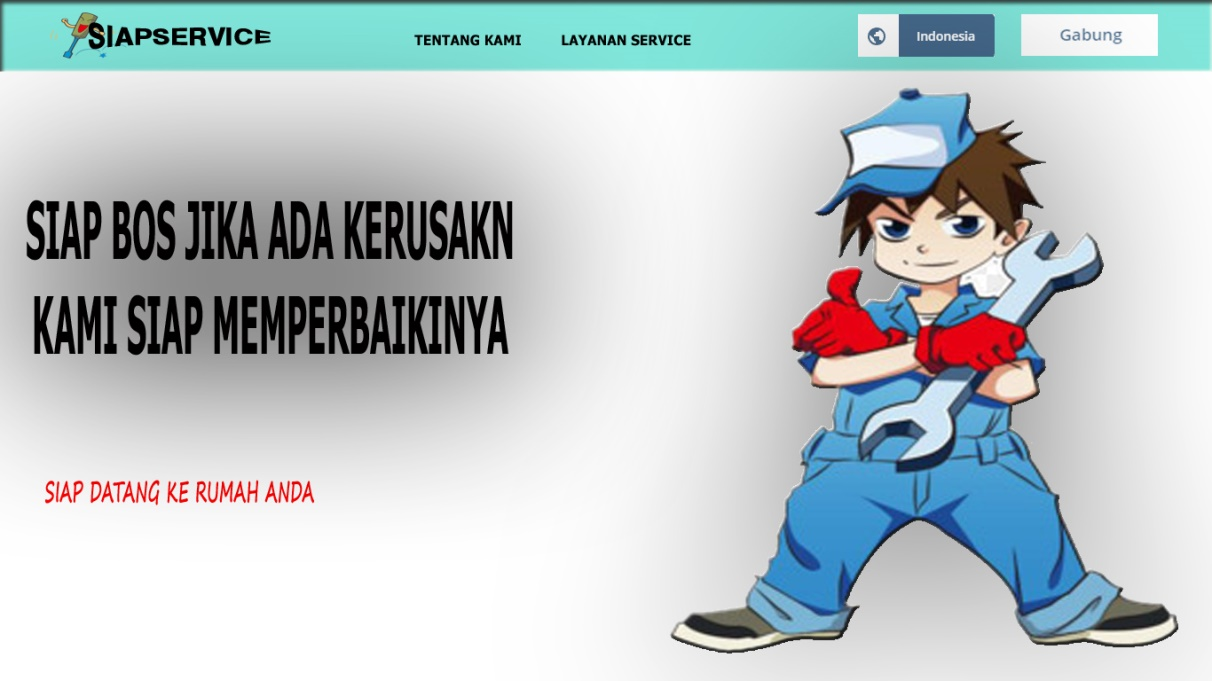 SIAPSERVICE
TENTANG KAMI
LAYANAN SERVICE
Indonesia
Gabung
SIAP BOS JIKA ADA KERUSAKN
KAMI SIAP MEMPERBAIKINYA
SIAP DATANG KE RUMAH ANDA